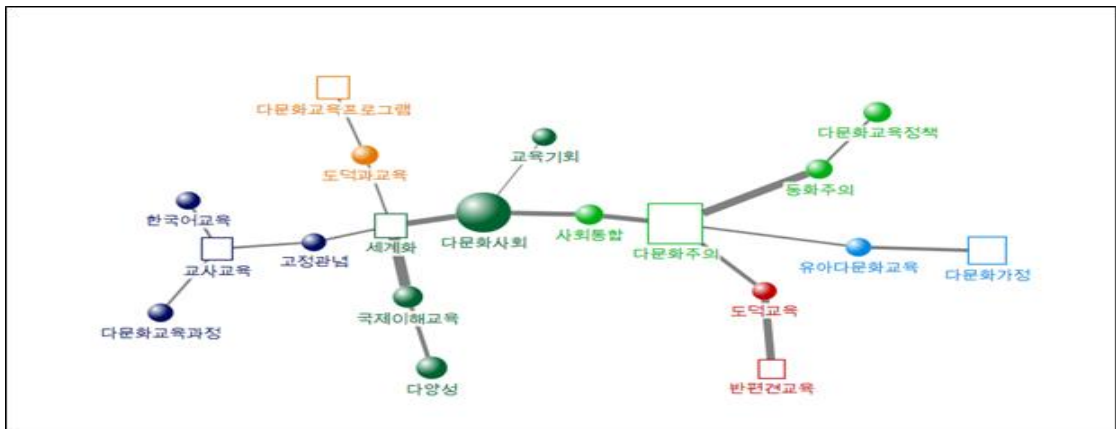 다문화교육프로그램
다문화교육정책
교육기회
도덕과교육
동화주의
한국어교육
세계화
다문화사회
사회통합
다문화주의
고정관념
교사교육
유아다문화교육
다문화가정
도덕교육
국제이해교육
다문화교육과정
다양성
반편견교육